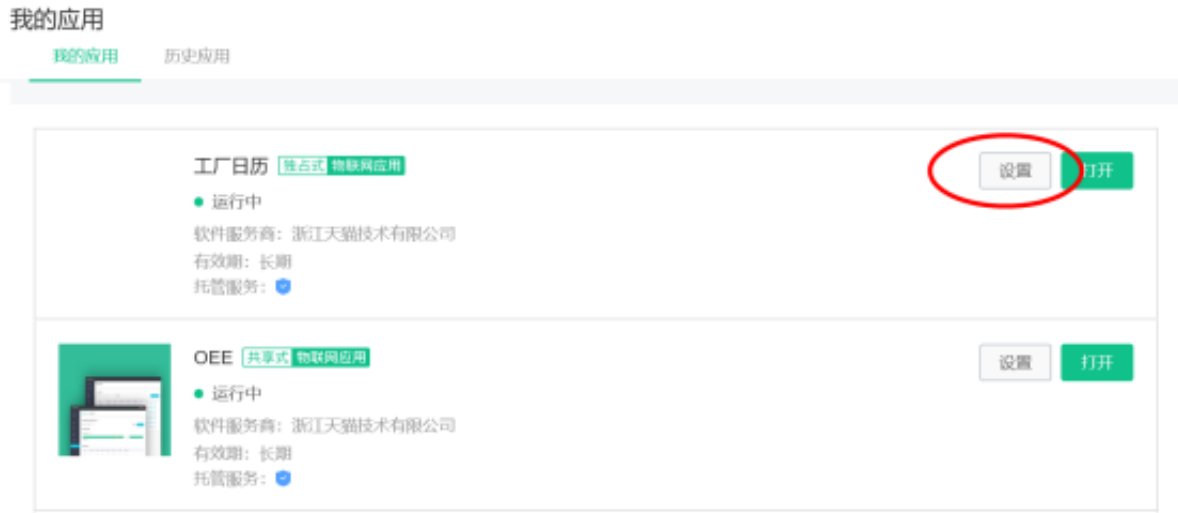 我的应用
我的应用 历史应用
工厂日历 独占式 物联网应用 设置 打开
运行中
软件服务商：浙江天猫技术有限公司
有效期：长期
托管服务：
OEE 共享式 物联网应用 设置 打开
运行中
软件服务商：浙江天猫技术有限公司
有效期：长期
托管服务：